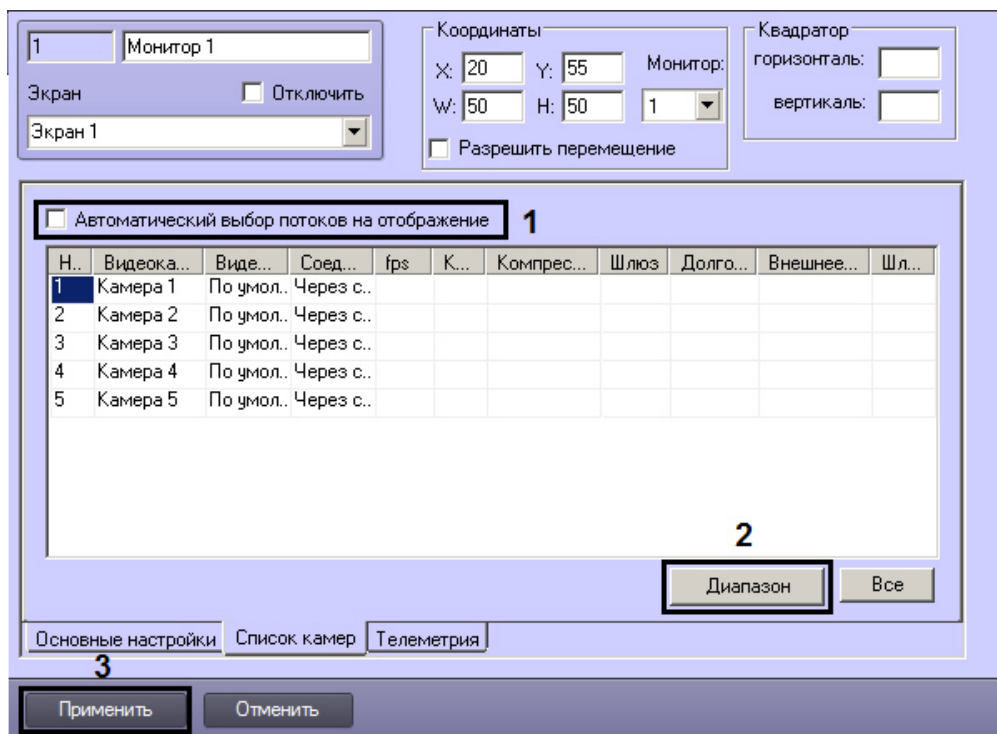 1 Монитор 1
Экран Отключить
Экран 1
Координаты
X: 20 Y: 55 Монитор:
W: 50 H: 50 1
Разрешить перемещение
Квадратор
горизонталь:
вертикаль:
Автоматический выбор потоков на отображение 1
Н.. Видеока... Виде... Соед... fps К... Компрес... Шлюз Долго... Внешнее... Шл...
1 Камера 1 По умол.. Через с..
2 Камера 2 По умол.. Через с..
3 Камера 3 По умол.. Через с..
4 Камера 4 По умол.. Через с..
5 Камера 5 По умол.. Через с..
2
Диапазон Все
Основные настройки Список камер Телеметрия
3
Применить Отменить